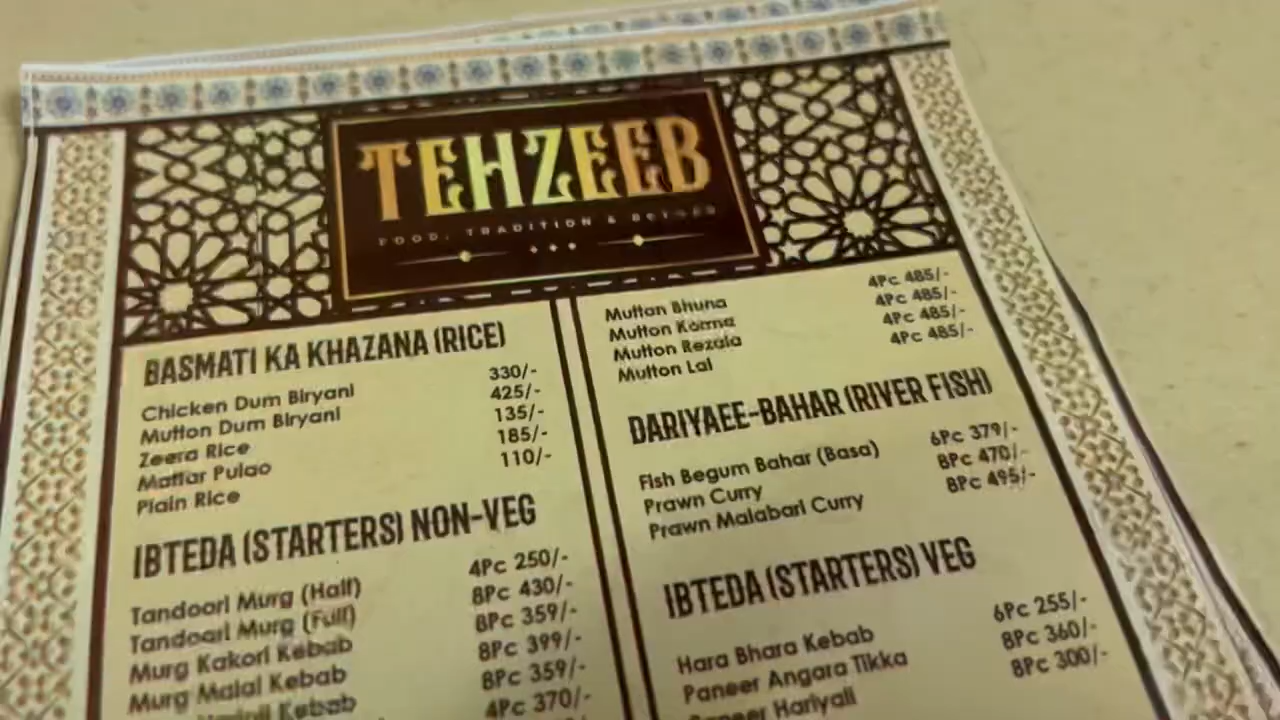 TEHZEEB
FOOD, TRADITION &
BASMATI KA KHAZANA (RICE)
Chicken Dum Biryani 330/-
Mutton Dum Biryani 425/-
Zeera Rice 135/-
Mattar Pulao 185/-
Plain Rice 110/-
IBTEDA (STARTERS) NON-VEG
Tandoori Murg (Half) 4Pc 250/-
Tandoori Murg (Full) 8Pc 430/-
Murg Kakori Kebab 8Pc 359/-
Murg Malai Kebab 8Pc 399/-
Kebab 8Pc 359/-
4Pc 370/-
Mutton Bhuna 4Pc 485/-
Mutton Korma 4Pc 485/-
Mutton Rezala 4Pc 485/-
Mutton Lal 4Pc 485/-
DARIYAEE-BAHAR (RIVER FISH)
Fish Begum Bahar (Basa) 6Pc 379/-
Prawn Curry 8Pc 470/-
Prawn Malabari Curry 8Pc 495/-
IBTEDA (STARTERS) VEG
Hara Bhara Kebab 6Pc 255/-
Paneer Angara Tikka 8Pc 360/-
Paneer Hariyali 8Pc 300/-